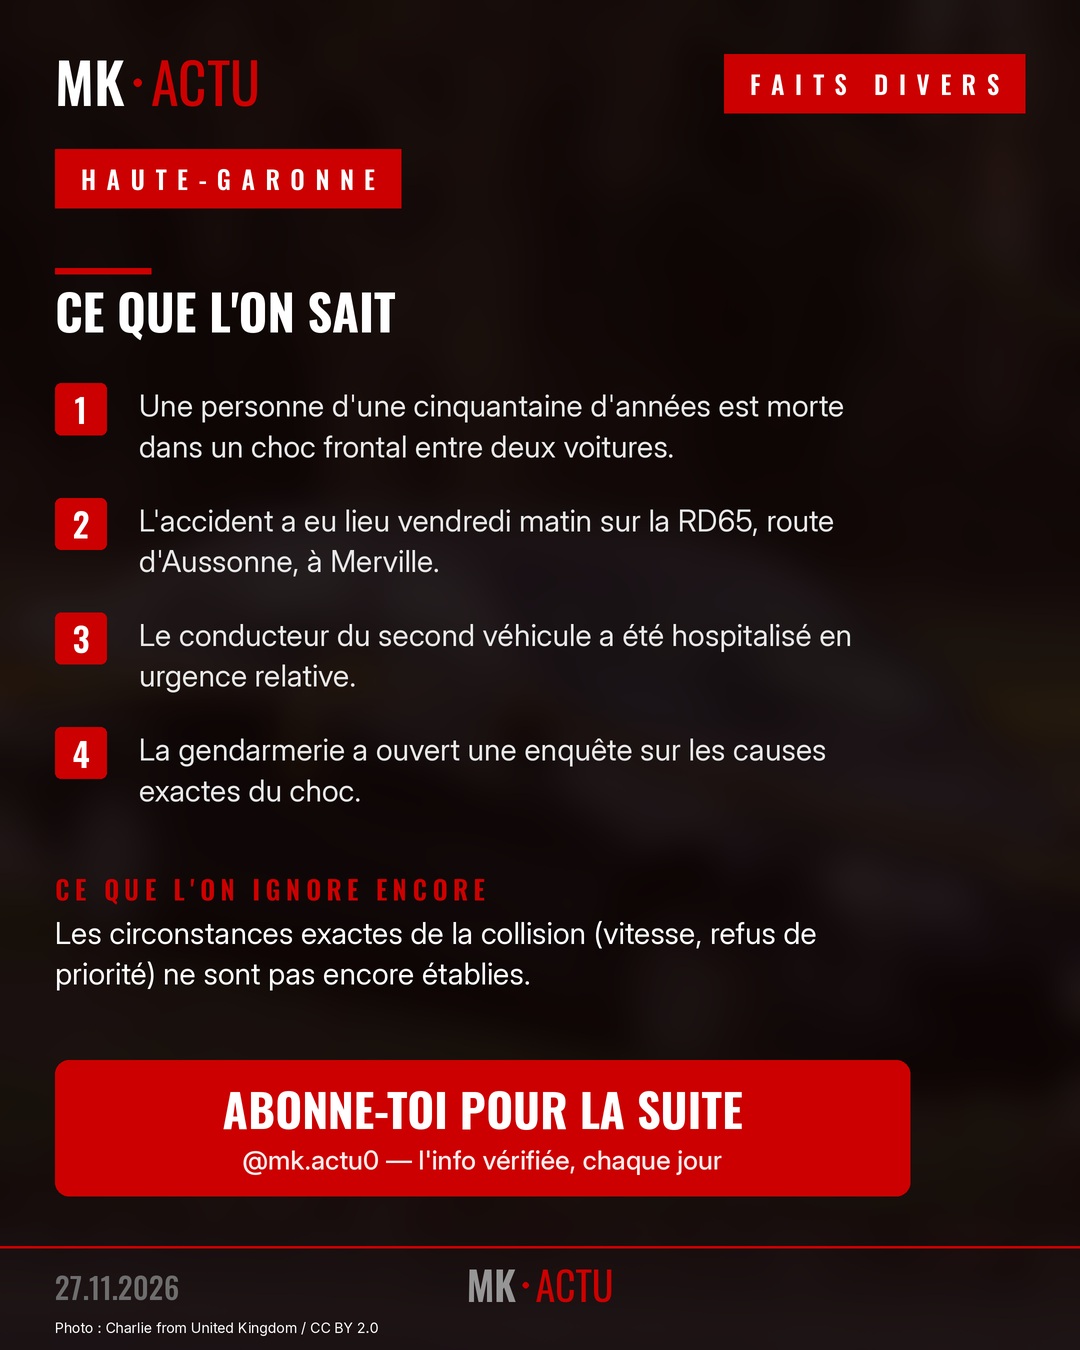 MK·ACTU
FAITS DIVERS
HAUTE-GARONNE
CE QUE L'ON SAIT
1
Une personne d'une cinquantaine d'années est morte
dans un choc frontal entre deux voitures.
2
L'accident a eu lieu vendredi matin sur la RD65, route
d'Aussonne, à Merville.
3
Le conducteur du second véhicule a été hospitalisé en
urgence relative.
4
La gendarmerie a ouvert une enquête sur les causes
exactes du choc.
CE QUE L'ON IGNORE ENCORE
Les circonstances exactes de la collision (vitesse, refus de
priorité) ne sont pas encore établies.
ABONNE-TOI POUR LA SUITE
@mk.actu0 — l'info vérifiée, chaque jour
27.11.2026
MK·ACTU
Photo : Charlie from United Kingdom / CC BY 2.0